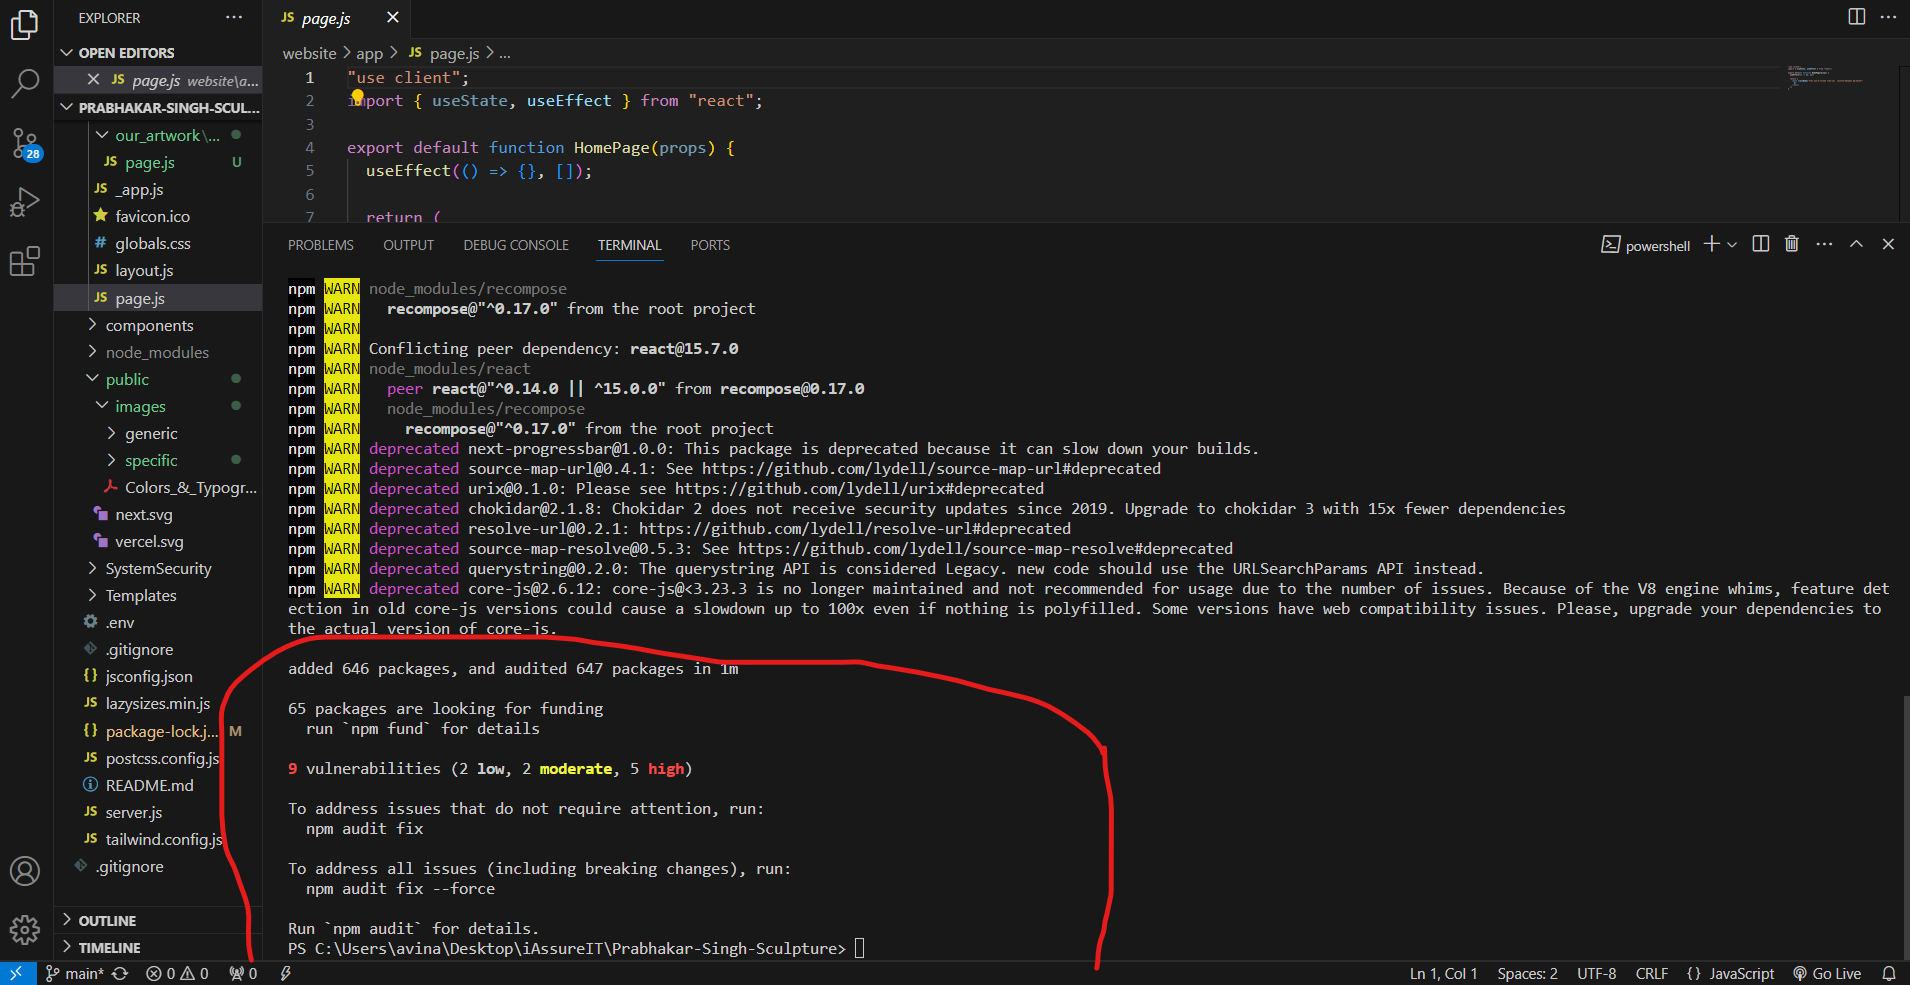 EXPLORER
OPEN EDITORS
JS page.js website\a...
PRABHAKAR-SINGH-SCUL...
our_artwork\...
JS page.js U
JS _app.js
favicon.ico
# globals.css
JS layout.js
JS page.js
components
node_modules
public
images
generic
specific
Colors_&_Typogr...
next.svg
vercel.svg
SystemSecurity
Templates
.env
.gitignore
{} jsconfig.json
JS lazysizes.min.js
{} package-lock.j... M
JS postcss.config.js
README.md
JS server.js
JS tailwind.config.js
.gitignore
OUTLINE
TIMELINE
28
JS page.js
website > app > JS page.js > ...
1 "use client";
2 import { useState, useEffect } from "react";
3
4 export default function HomePage(props) {
5 useEffect(() => {}, []);
6
7 return (
PROBLEMS OUTPUT DEBUG CONSOLE TERMINAL PORTS
powershell
npm WARN node_modules/recompose
npm WARN recompose@"^0.17.0" from the root project
npm WARN
npm WARN Conflicting peer dependency: react@15.7.0
npm WARN node_modules/react
npm WARN peer react@"^0.14.0 || ^15.0.0" from recompose@0.17.0
npm WARN node_modules/recompose
npm WARN recompose@"^0.17.0" from the root project
npm WARN deprecated next-progressbar@1.0.0: This package is deprecated because it can slow down your builds.
npm WARN deprecated source-map-url@0.4.1: See https://github.com/lydell/source-map-url#deprecated
npm WARN deprecated urix@0.1.0: Please see https://github.com/lydell/urix#deprecated
npm WARN deprecated chokidar@2.1.8: Chokidar 2 does not receive security updates since 2019. Upgrade to chokidar 3 with 15x fewer dependencies
npm WARN deprecated resolve-url@0.2.1: https://github.com/lydell/resolve-url#deprecated
npm WARN deprecated source-map-resolve@0.5.3: See https://github.com/lydell/source-map-resolve#deprecated
npm WARN deprecated querystring@0.2.0: The querystring API is considered Legacy. new code should use the URLSearchParams API instead.
npm WARN deprecated core-js@2.6.12: core-js@<3.23.3 is no longer maintained and not recommended for usage due to the number of issues. Because of the V8 engine whims, feature det
ection in old core-js versions could cause a slowdown up to 100x even if nothing is polyfilled. Some versions have web compatibility issues. Please, upgrade your dependencies to
the actual version of core-js.
added 646 packages, and audited 647 packages in 1m
65 packages are looking for funding
run `npm fund` for details
9 vulnerabilities (2 low, 2 moderate, 5 high)
To address issues that do not require attention, run:
npm audit fix
To address all issues (including breaking changes), run:
npm audit fix --force
Run `npm audit` for details.
PS C:\Users\avina\Desktop\iAssureIT\Prabhakar-Singh-Sculpture>
main* 0 0 0 Ln 1, Col 1 Spaces: 2 UTF-8 CRLF {} JavaScript Go Live